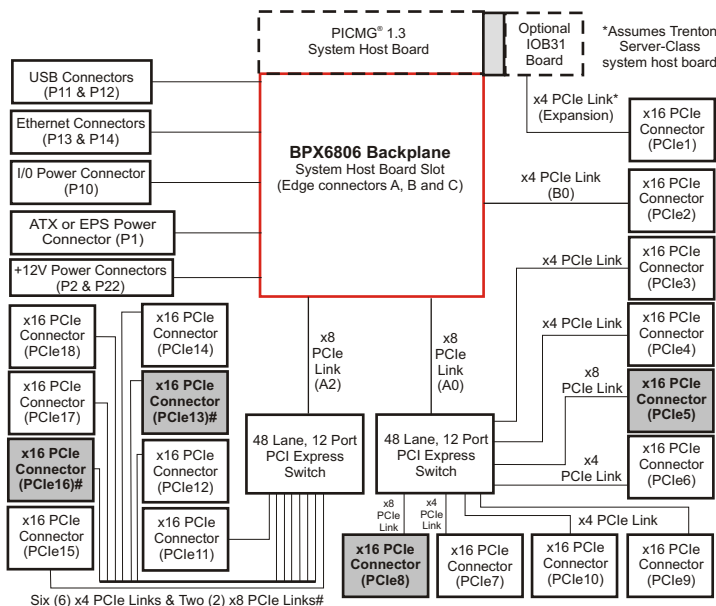 PICMG® 1.3
System Host Board
Optional
IOB31
Board
*Assumes Trenton
Server-Class
system host board
USB Connectors
(P11 & P12)
Ethernet Connectors
(P13 & P14)
I/0 Power Connector
(P10)
ATX or EPS Power
Connector (P1)
+12V Power Connectors
(P2 & P22)
BPX6806 Backplane
System Host Board Slot
(Edge connectors A, B and C)
x4 PCIe Link*
(Expansion)
x16 PCIe
Connector
(PCIe1)
x4 PCIe Link
(B0)
x16 PCIe
Connector
(PCIe2)
x4 PCIe Link
x16 PCIe
Connector
(PCIe3)
x4 PCIe Link
x16 PCIe
Connector
(PCIe4)
x8
PCIe Link
x16 PCIe
Connector
(PCIe5)
x4
PCIe Link
x16 PCIe
Connector
(PCIe6)
x8
PCIe
Link
(A2)
x8
PCIe
Link
(A0)
x16 PCIe
Connector
(PCIe18)
x16 PCIe
Connector
(PCIe14)
x16 PCIe
Connector
(PCIe17)
x16 PCIe
Connector
(PCIe13)#
x16 PCIe
Connector
(PCIe16)#
x16 PCIe
Connector
(PCIe12)
x16 PCIe
Connector
(PCIe15)
x16 PCIe
Connector
(PCIe11)
48 Lane, 12 Port
PCI Express
Switch
48 Lane, 12 Port
PCI Express
Switch
x8
PCIe
Link
x4
PCIe
Link
x4 PCIe Link
x16 PCIe
Connector
(PCIe8)
x16 PCIe
Connector
(PCIe7)
x16 PCIe
Connector
(PCIe10)
x16 PCIe
Connector
(PCIe9)
Six (6) x4 PCIe Links & Two (2) x8 PCIe Links#